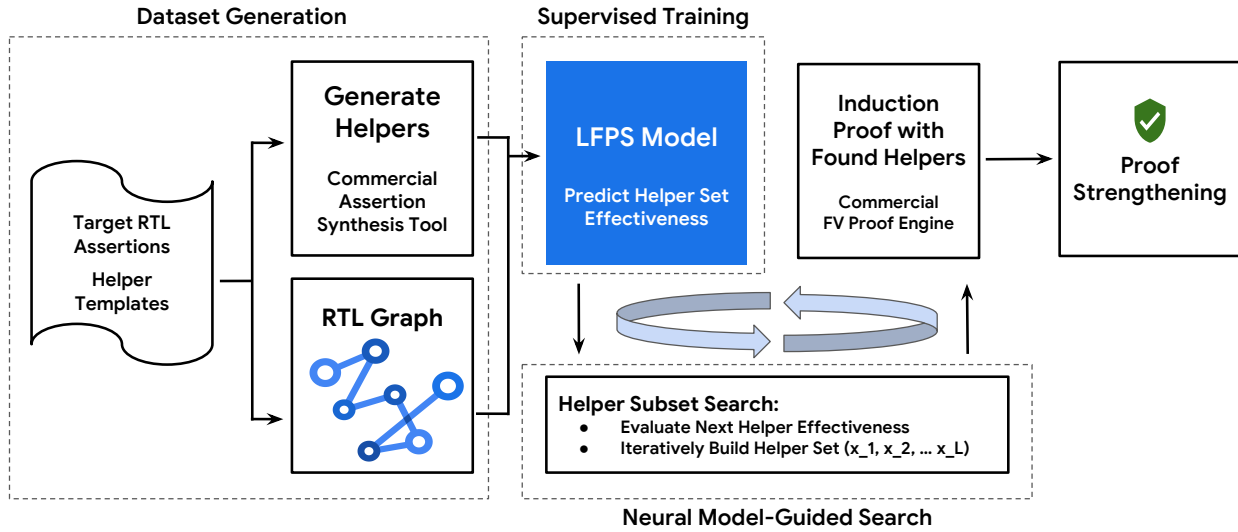 Dataset Generation
Supervised Training
Target RTL
Assertions
Helper
Templates
Generate
Helpers
Commercial
Assertion
Synthesis Tool
RTL Graph
LFPS Model
Predict Helper Set
Effectiveness
Induction
Proof with
Found Helpers
Commercial
FV Proof Engine
Proof
Strengthening
Helper Subset Search:
● Evaluate Next Helper Effectiveness
● Iteratively Build Helper Set (x_1, x_2, ... x_L)
Neural Model-Guided Search